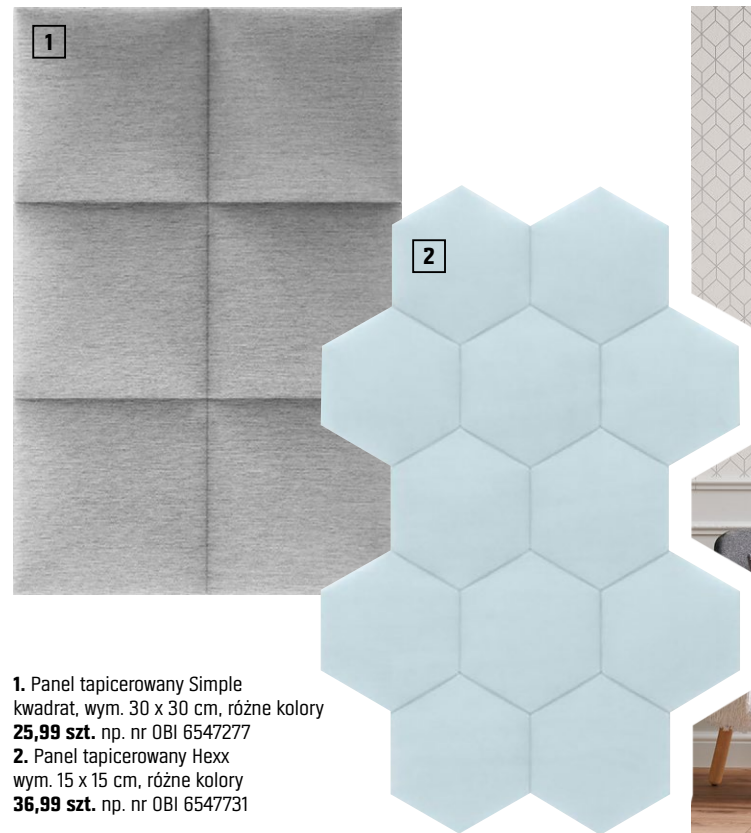 1
2
1. Panel tapicerowany Simple
kwadrat, wym. 30 x 30 cm, różne kolory
25,99 szt. np. nr OBI 6547277
2. Panel tapicerowany Hexx
wym. 15 x 15 cm, różne kolory
36,99 szt. np. nr OBI 6547731